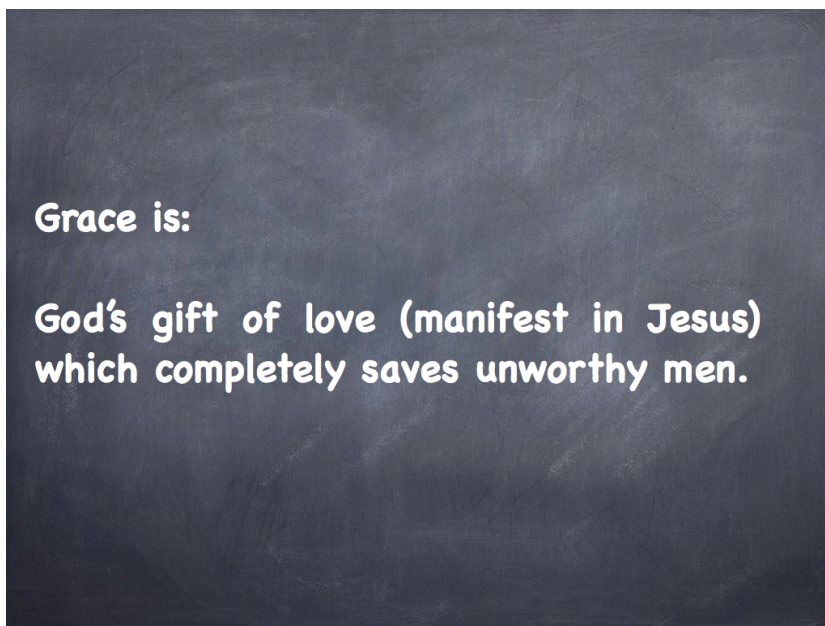 Grace is:
God's gift of love (manifest in Jesus)
which completely saves unworthy men.